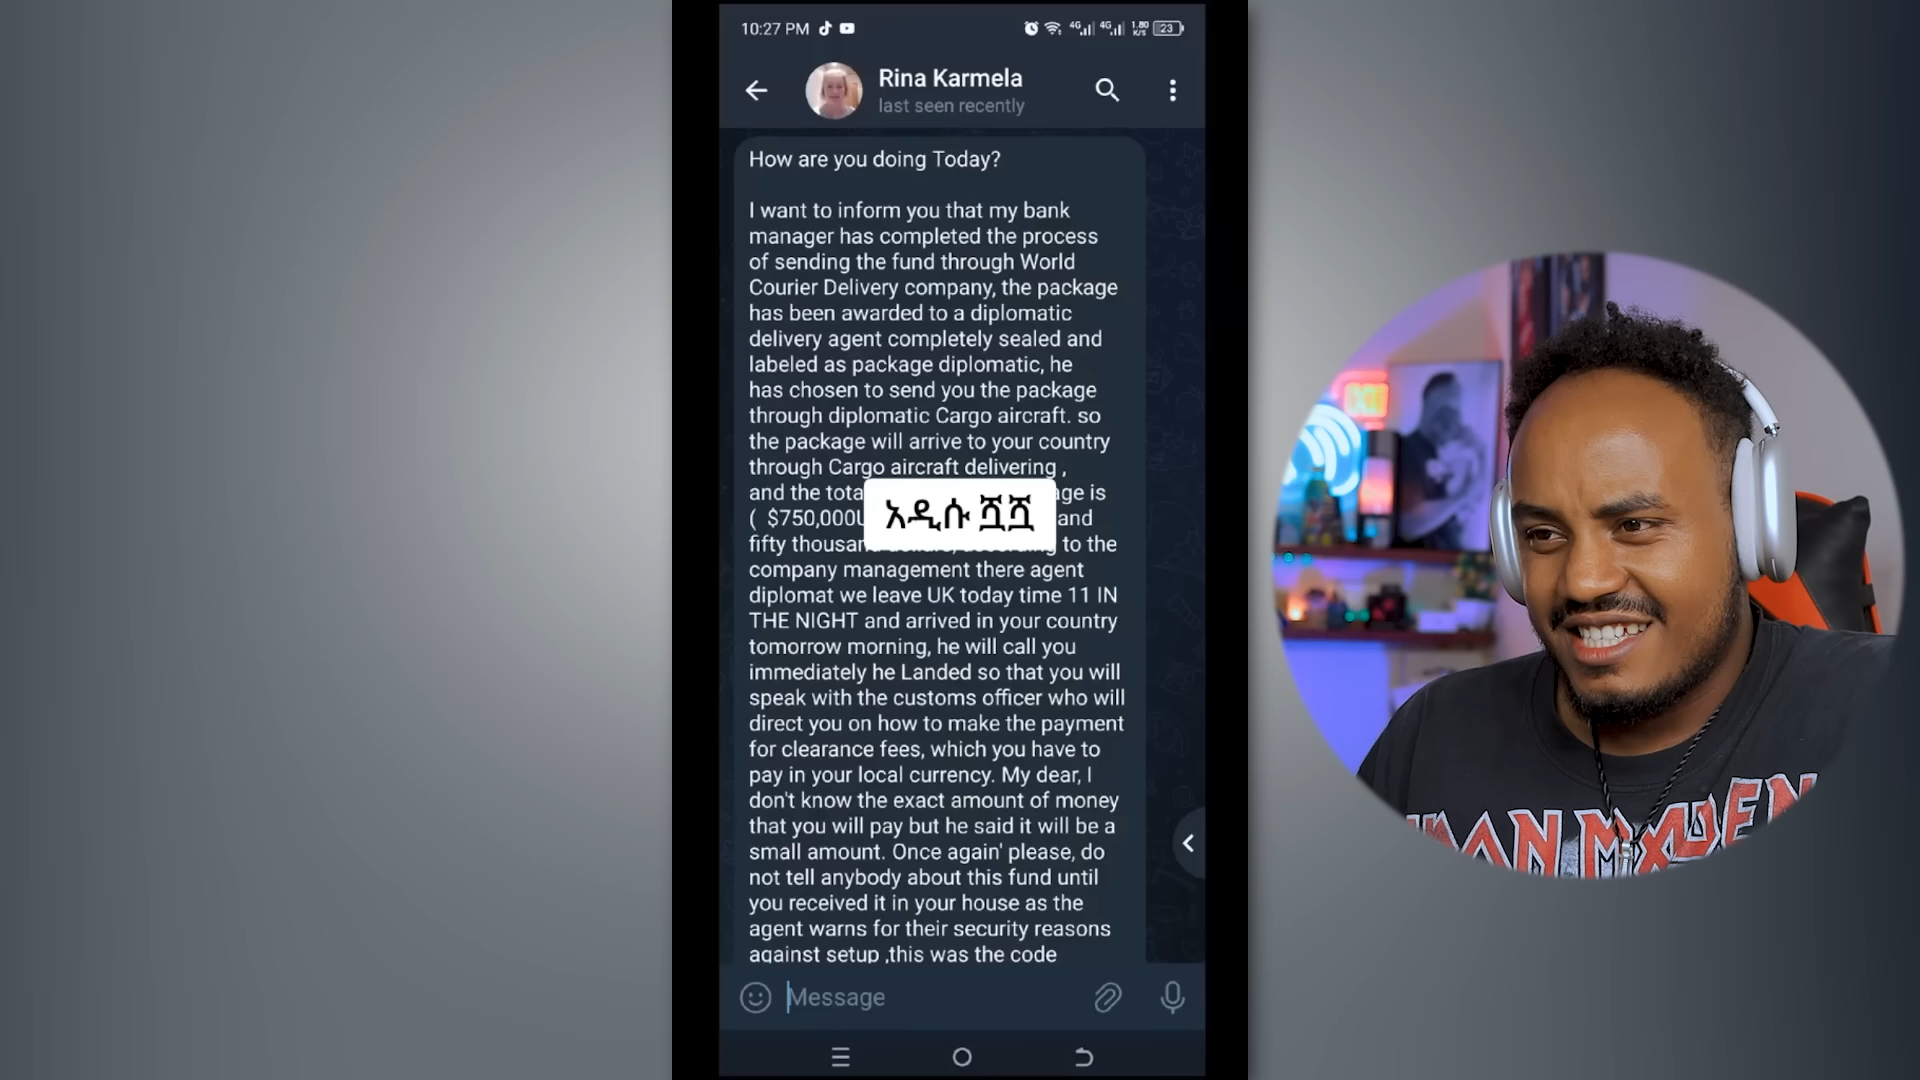 10:27 PM
4G 4G 1.80 K/S 23
Rina Karmela
last seen recently
How are you doing Today?
I want to inform you that my bank
manager has completed the process
of sending the fund through World
Courier Delivery company, the package
has been awarded to a diplomatic
delivery agent completely sealed and
labeled as package diplomatic, he
has chosen to send you the package
through diplomatic Cargo aircraft. so
the package will arrive to your country
through Cargo aircraft delivering ,
and the tota age is
( $750,000U and
አዲሱ ሿሿ
fifty thousan to the
company management there agent
diplomat we leave UK today time 11 IN
THE NIGHT and arrived in your country
tomorrow morning, he will call you
immediately he Landed so that you will
speak with the customs officer who will
direct you on how to make the payment
for clearance fees, which you have to
pay in your local currency. My dear, I
don't know the exact amount of money
that you will pay but he said it will be a
small amount. Once again' please, do
not tell anybody about this fund until
you received it in your house as the
agent warns for their security reasons
against setup ,this was the code
Message
IRON MAIDEN